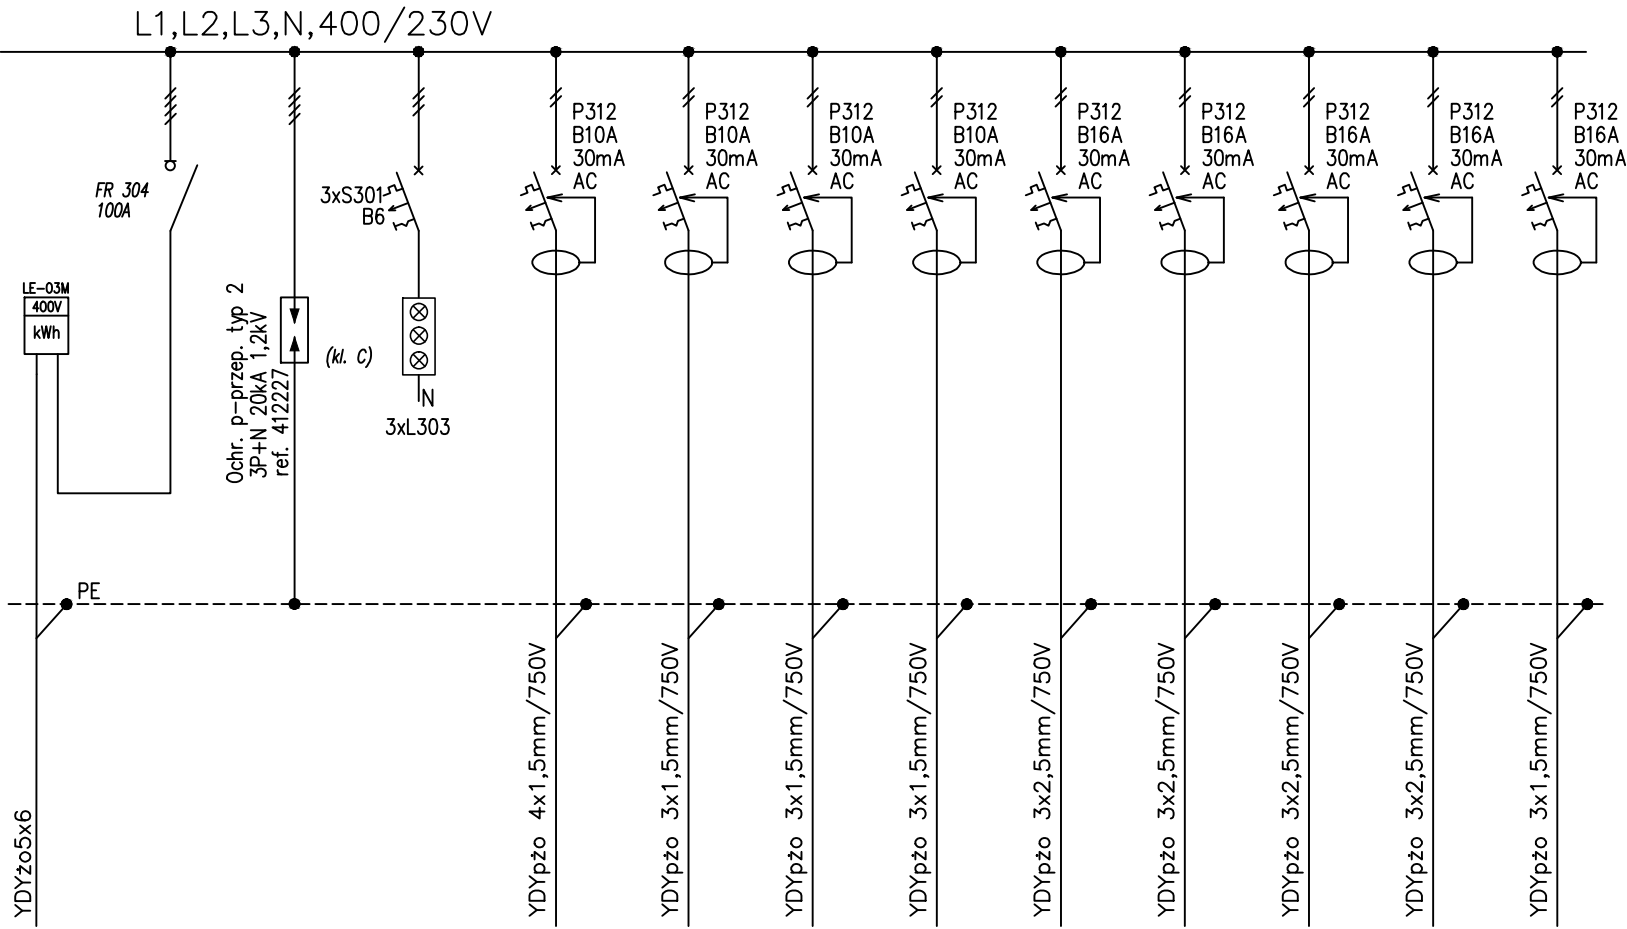 L1,L2,L3,N,400/230V
FR 304
100A
LE-03M
400V
kWh
Ochr. p-przep. typ 2
3P+N 20kA 1,2kV
ref. 412227
(kl. C)
3xS301
B6
N
3xL303
P312
B10A
30mA
AC
P312
B10A
30mA
AC
P312
B10A
30mA
AC
P312
B10A
30mA
AC
P312
B16A
30mA
AC
P312
B16A
30mA
AC
P312
B16A
30mA
AC
P312
B16A
30mA
AC
P312
B16A
30mA
AC
PE
YDYżo5x6
YDYpżo 4x1,5mm/750V
YDYpżo 3x1,5mm/750V
YDYpżo 3x1,5mm/750V
YDYpżo 3x1,5mm/750V
YDYpżo 3x2,5mm/750V
YDYpżo 3x2,5mm/750V
YDYpżo 3x2,5mm/750V
YDYpżo 3x2,5mm/750V
YDYpżo 3x1,5mm/750V